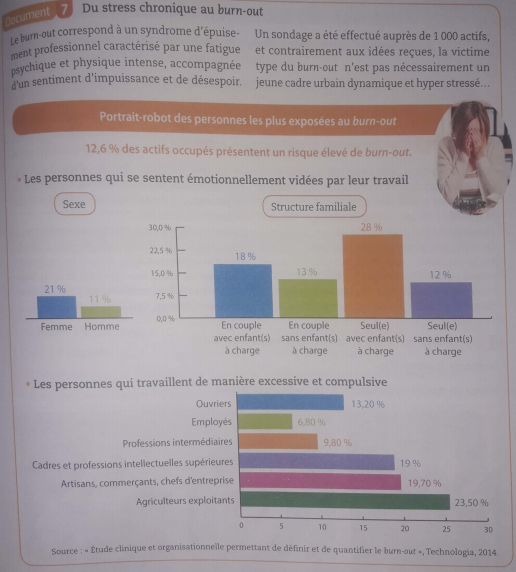 Document 7 Du stress chronique au burn-out
Le burn-out correspond à un syndrome d'épuise-
ment professionnel caractérisé par une fatigue
psychique et physique intense, accompagnée
d'un sentiment d'impuissance et de désespoir.
Un sondage a été effectué auprès de 1 000 actifs,
et contrairement aux idées reçues, la victime
type du burn-out n'est pas nécessairement un
jeune cadre urbain dynamique et hyper stressé...
Portrait-robot des personnes les plus exposées au burn-out
12,6 % des actifs occupés présentent un risque élevé de burn-out.
• Les personnes qui se sentent émotionnellement vidées par leur travail
Sexe
21 %
11 %
Femme Homme
Structure familiale
30,0 %
22,5 %
15,0 %
7,5 %
0,0 %
18 %
13 %
28 %
12 %
En couple
avec enfant(s)
à charge
En couple
sans enfant(s)
à charge
Seul(e)
avec enfant(s)
à charge
Seul(e)
sans enfant(s)
à charge
• Les personnes qui travaillent de manière excessive et compulsive
Ouvriers 13,20 %
Employés 6,80 %
Professions intermédiaires 9,80 %
Cadres et professions intellectuelles supérieures 19 %
Artisans, commerçants, chefs d'entreprise 19,70 %
Agriculteurs exploitants 23,50 %
0 5 10 15 20 25 30
Source : « Étude clinique et organisationnelle permettant de définir et de quantifier le burn-out », Technologia, 2014.